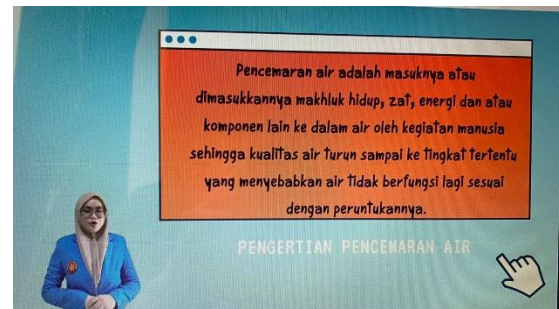 Pencemaran air adalah masuknya atau
dimasukkannya makhluk hidup, zat, energi dan atau
komponen lain ke dalam air oleh kegiatan manusia
sehingga kualitas air turun sampai ke tingkat tertentu
yang menyebabkan air tidak berfungsi lagi sesuai
dengan peruntukannya.
PENGERTIAN PENCEMARAN AIR